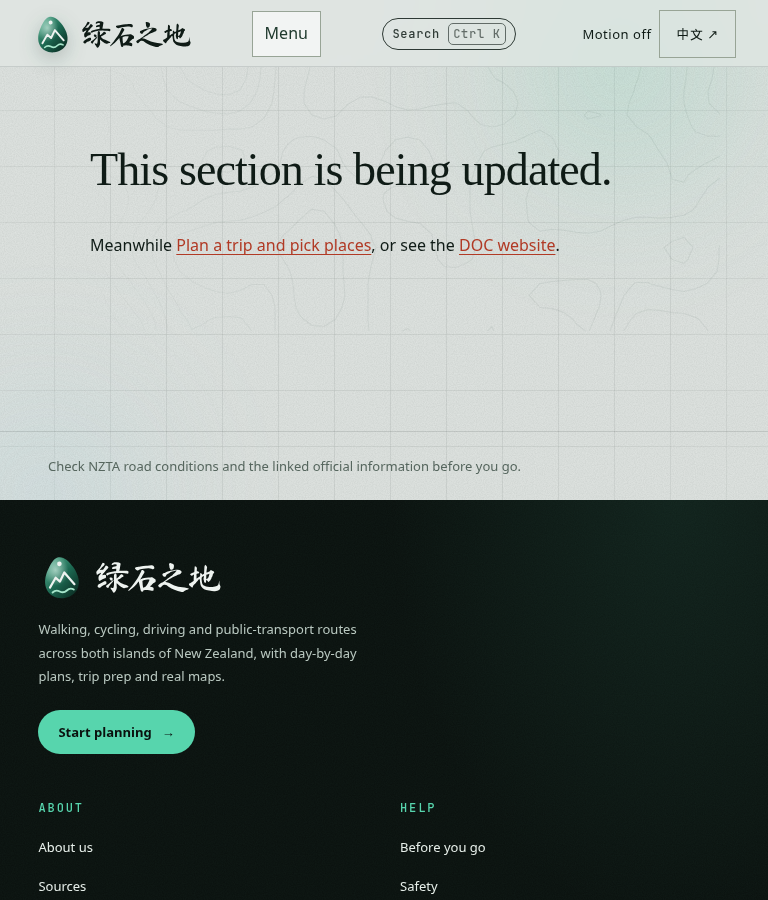 绿石之地
Menu
Search Ctrl K
Motion off
中文 ↗
This section is being updated.
Meanwhile Plan a trip and pick places, or see the DOC website.
Check NZTA road conditions and the linked official information before you go.
绿石之地
Walking, cycling, driving and public-transport routes
across both islands of New Zealand, with day-by-day
plans, trip prep and real maps.
Start planning →
ABOUT
About us
Sources
HELP
Before you go
Safety